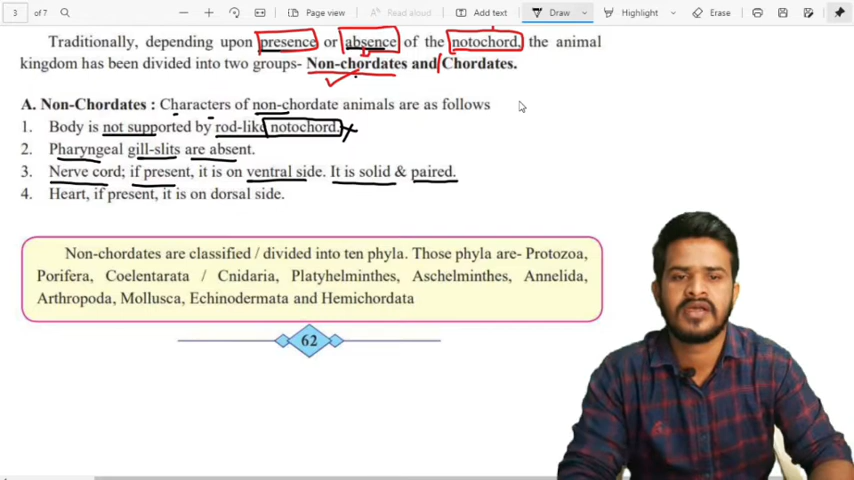 3 of 7 Page view Read aloud Add text Draw Highlight Erase
Traditionally, depending upon presence or absence of the notochord, the animal
kingdom has been divided into two groups- Non-chordates and Chordates.
A. Non-Chordates : Characters of non-chordate animals are as follows
1. Body is not supported by rod-like notochord.
2. Pharyngeal gill-slits are absent.
3. Nerve cord; if present, it is on ventral side. It is solid & paired.
4. Heart, if present, it is on dorsal side.
Non-chordates are classified / divided into ten phyla. Those phyla are- Protozoa,
Porifera, Coelentarata / Cnidaria, Platyhelminthes, Aschelminthes, Annelida,
Arthropoda, Mollusca, Echinodermata and Hemichordata
62